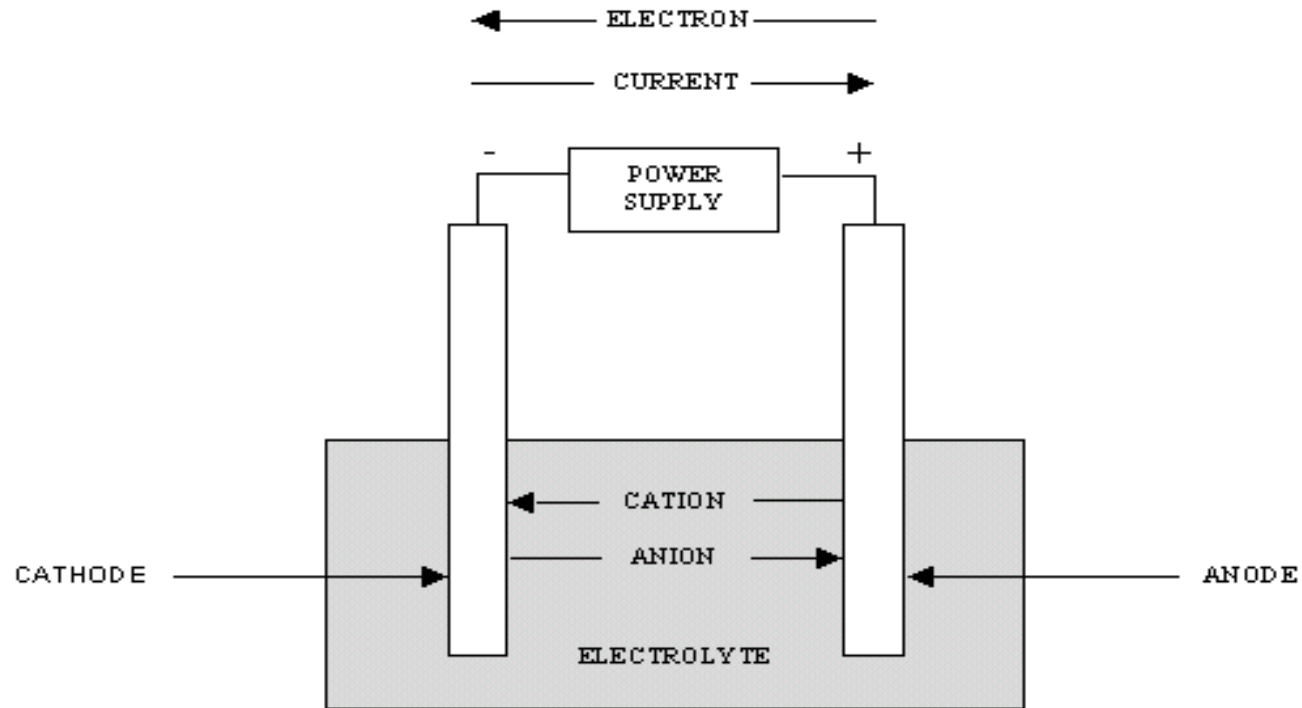 ELECTRON
CURRENT
- +
POWER
SUPPLY
CATION
ANION
CATHODE ANODE
ELECTROLYTE